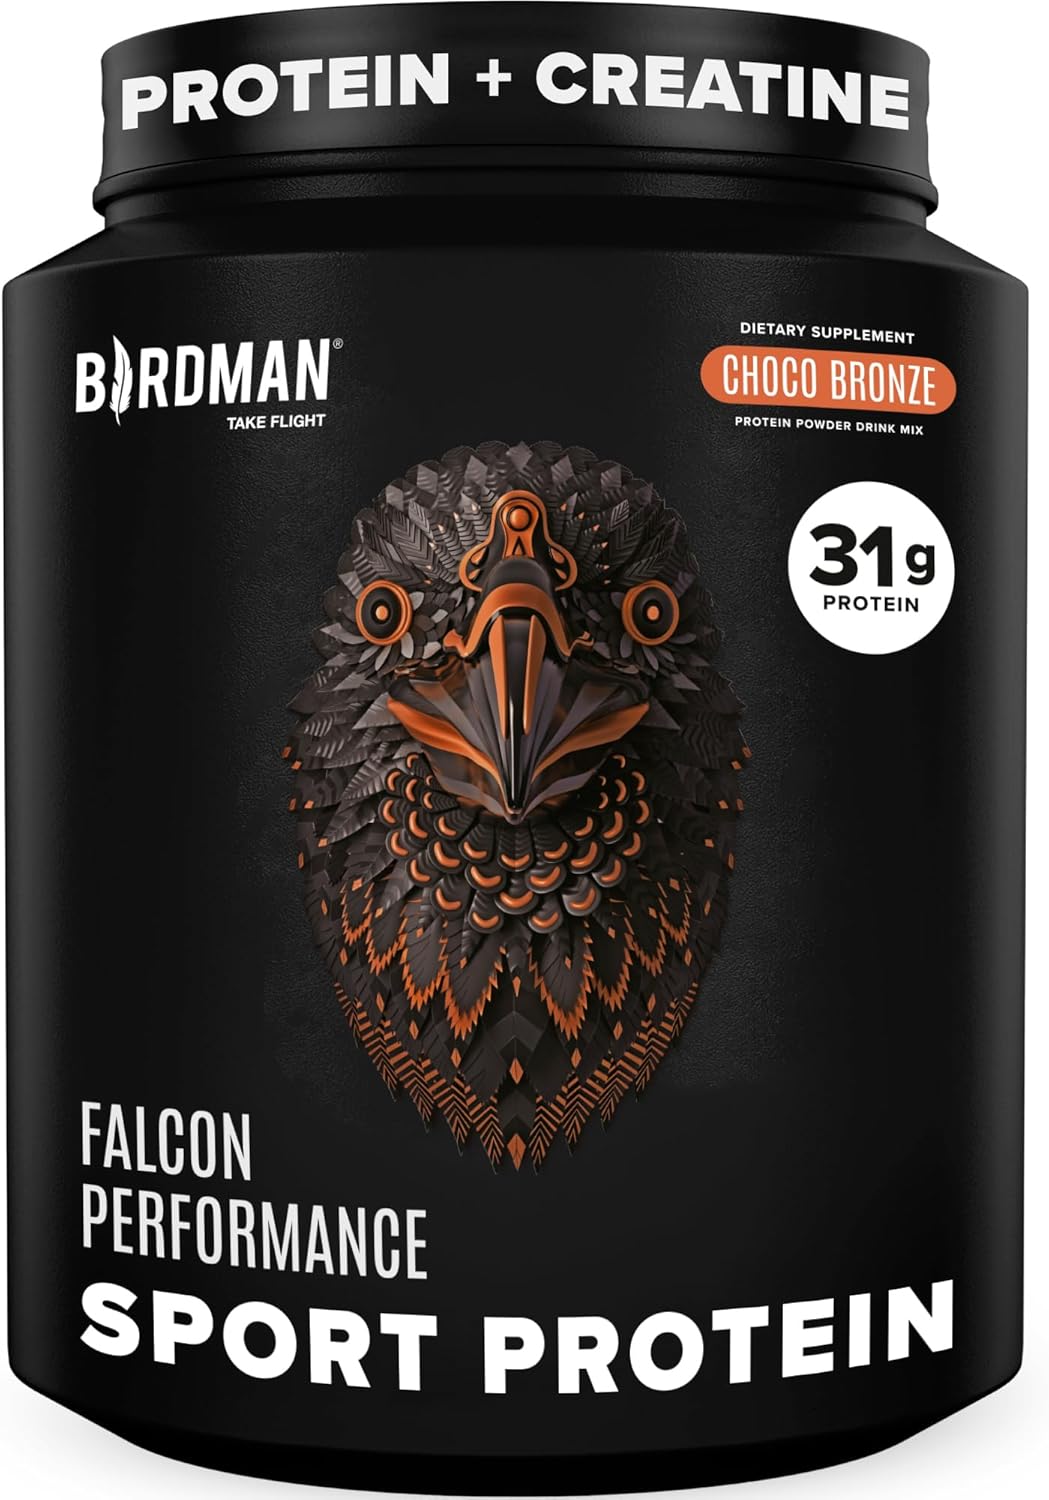 PROTEIN + CREATINE
BIRDMAN®
TAKE FLIGHT
DIETARY SUPPLEMENT
CHOCO BRONZE
PROTEIN POWDER DRINK MIX
31g
PROTEIN
FALCON
PERFORMANCE
SPORT PROTEIN